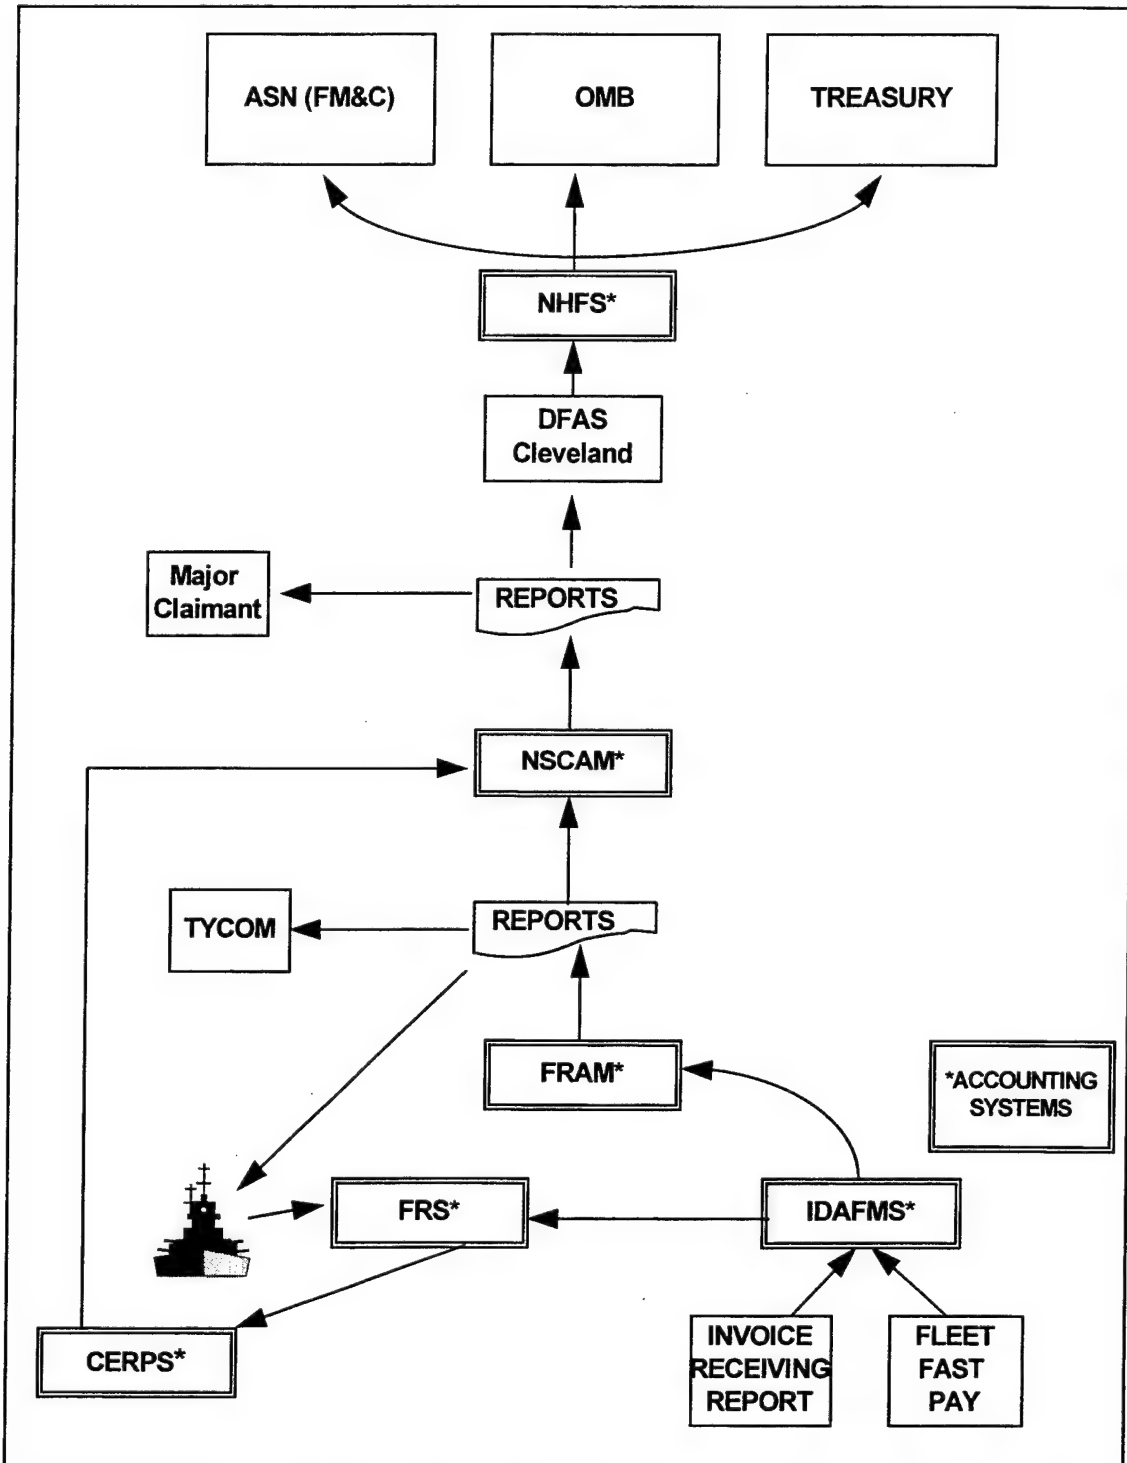 ASN (FM&C)
OMB
TREASURY
NHFS*
DFAS
Cleveland
Major
Claimant
REPORTS
NSCAM*
TYCOM
REPORTS
FRAM*
*ACCOUNTING
SYSTEMS
FRS*
IDAFMS*
CERPS*
INVOICE
RECEIVING
REPORT
FLEET
FAST
PAY